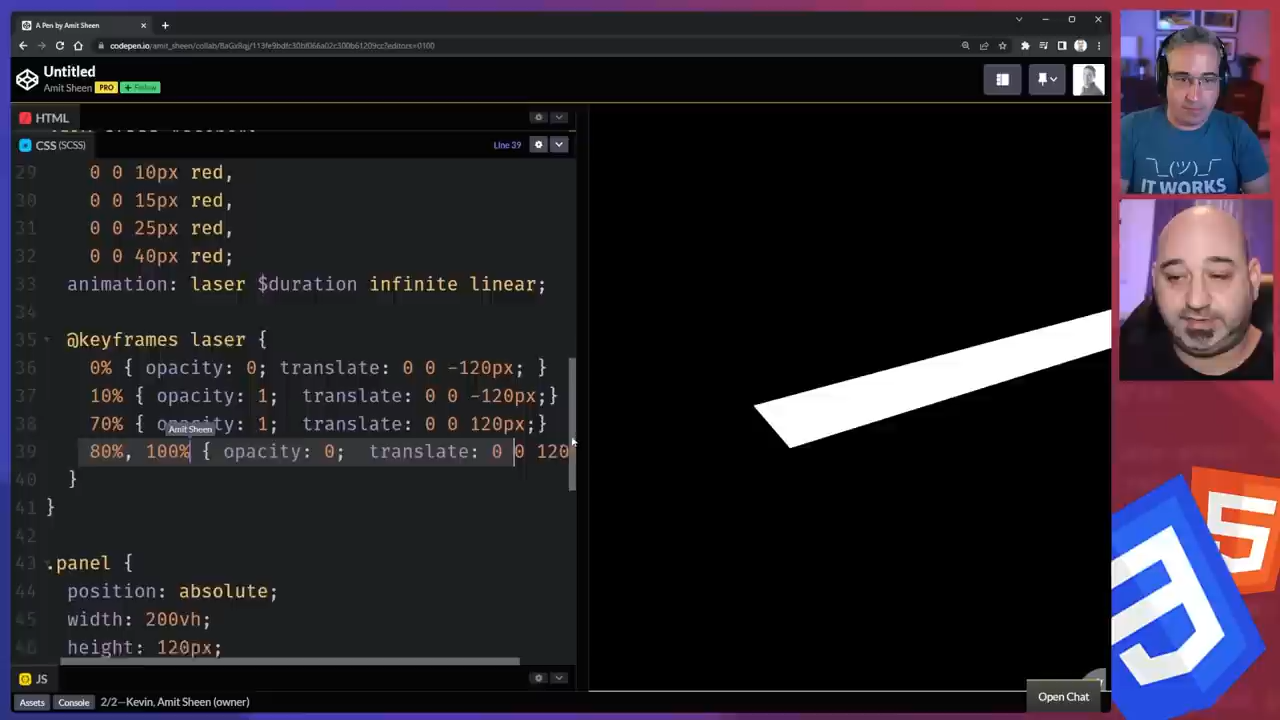 A Pen by Amit Sheen
codepen.io/amit_sheen/collab/
Untitled
Amit Sheen PRO + Follow
HTML
CSS (SCSS)
Line 39
29 0 0 10px red,
30 0 0 15px red,
31 0 0 25px red,
32 0 0 40px red;
33 animation: laser $duration infinite linear;
34
35 @keyframes laser {
36 0% { opacity: 0; translate: 0 0 -120px; }
37 10% { opacity: 1;  translate: 0 0 -120px;}
38 70% { opacity: 1;  translate: 0 0 120px;}
Amit Sheen
39 80%, 100% { opacity: 0;  translate: 0 0 120
40 }
41 }
42
43 .panel {
44 position: absolute;
45 width: 200vh;
46 height: 120px;
JS
Assets Console 2/2—Kevin, Amit Sheen (owner)
Open Chat
¯\_(ツ)_/¯
IT WORKS
5